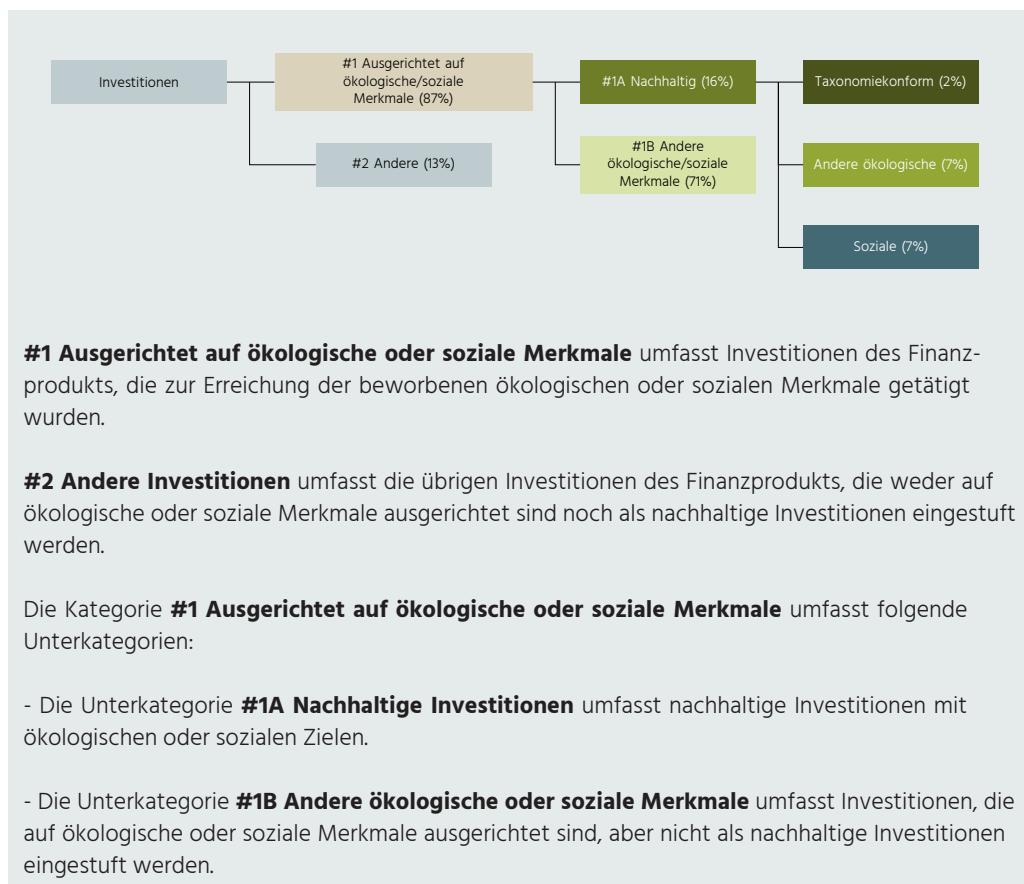 Investitionen
#1 Ausgerichtet auf
ökologische/soziale
Merkmale (87%)
#1A Nachhaltig (16%)
Taxonomiekonform (2%)
#2 Andere (13%)
#1B Andere
ökologische/soziale
Merkmale (71%)
Andere ökologische (7%)
Soziale (7%)
#1 Ausgerichtet auf ökologische oder soziale Merkmale umfasst Investitionen des Finanz-
produkts, die zur Erreichung der beworbenen ökologischen oder sozialen Merkmale getätigt
wurden.
#2 Andere Investitionen umfasst die übrigen Investitionen des Finanzprodukts, die weder auf
ökologische oder soziale Merkmale ausgerichtet sind noch als nachhaltige Investitionen eingestuft
werden.
Die Kategorie #1 Ausgerichtet auf ökologische oder soziale Merkmale umfasst folgende
Unterkategorien:
- Die Unterkategorie #1A Nachhaltige Investitionen umfasst nachhaltige Investitionen mit
ökologischen oder sozialen Zielen.
- Die Unterkategorie #1B Andere ökologische oder soziale Merkmale umfasst Investitionen, die
auf ökologische oder soziale Merkmale ausgerichtet sind, aber nicht als nachhaltige Investitionen
eingestuft werden.